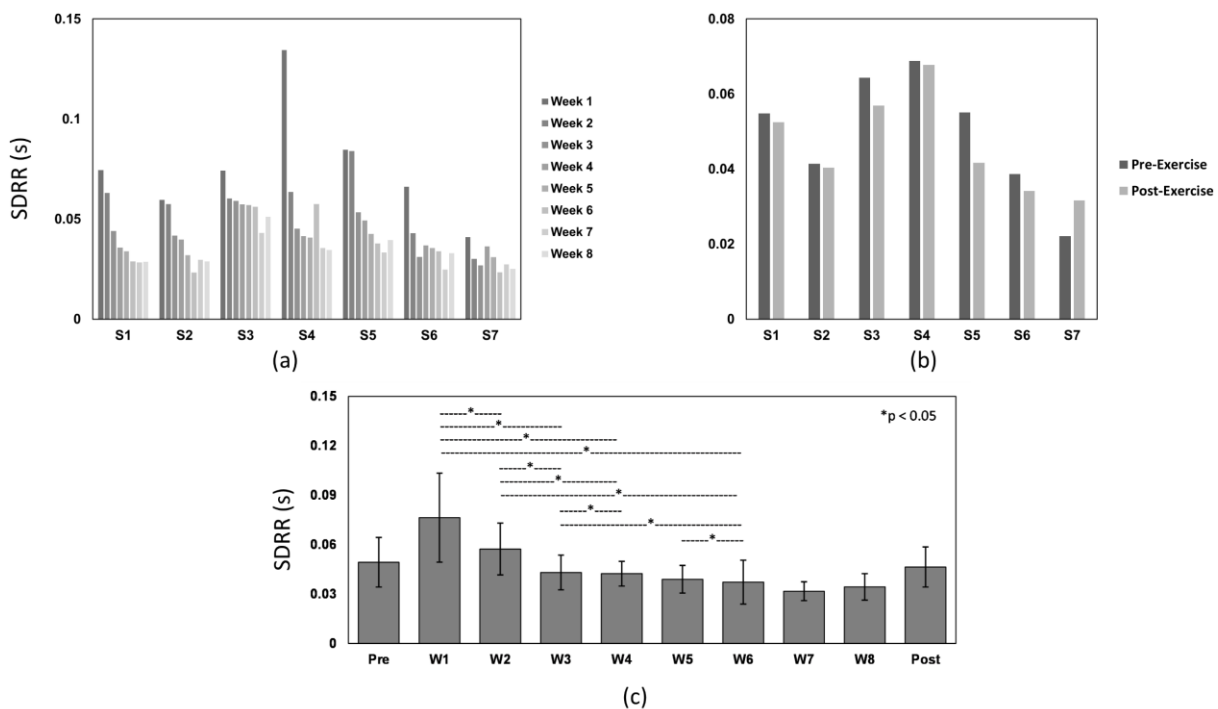 0.15
0.1
0.05
0
SDRR (s)
S1 S2 S3 S4 S5 S6 S7
Week 1
Week 2
Week 3
Week 4
Week 5
Week 6
Week 7
Week 8
(a)
0.08
0.06
0.04
0.02
0
S1 S2 S3 S4 S5 S6 S7
Pre-Exercise
Post-Exercise
(b)
0.15
0.12
0.09
0.06
0.03
0
SDRR (s)
*p < 0.05
------*------
------------*------------
------------------*------------------
*
*
*
*
*
*
*
Pre W1 W2 W3 W4 W5 W6 W7 W8 Post
(c)